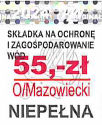 SKŁADKA NA OCHRONĘ
I ZAGOSPODAROWANIE
WÓD
55,-zł
O/Mazowiecki
NIEPEŁNA